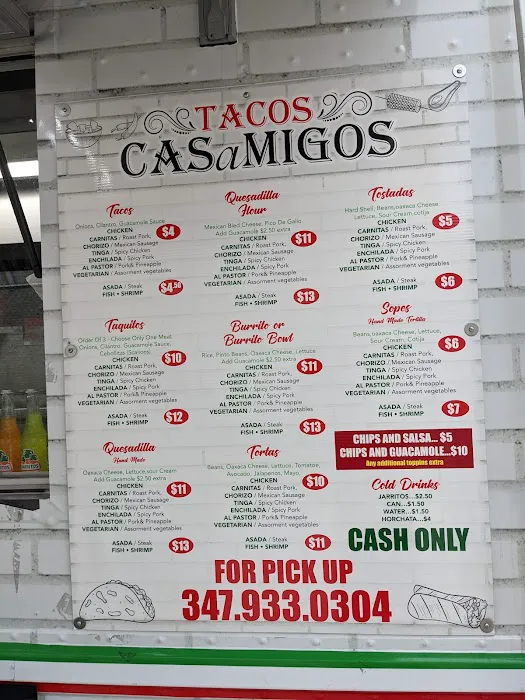 TACOS
CASaMIGOS
Tacos
Onions, Cilantro, Guacamole Sauce
CHICKEN
CARNITAS / Roast Pork,
CHORIZO / Mexican Sausage
TINGA / Spicy Chicken
ENCHILADA / Spicy Pork
AL PASTOR / Pork& Pineapple
VEGETARIAN / Assorment vegetables
$4
ASADA / Steak
FISH • SHRIMP
$4.50
Taquitos
Order Of 3 - Choose Only One Meat
Onions, Cilantro, Guacamole Sauce,
Cebollitas (Scalions).
CHICKEN
CARNITAS / Roast Pork,
CHORIZO / Mexican Sausage
TINGA / Spicy Chicken
ENCHILADA / Spicy Pork
AL PASTOR / Pork& Pineapple
VEGETARIAN / Assorment vegetables
$10
ASADA / Steak
FISH • SHRIMP
$12
Quesadilla
Hand Made
Oaxaca Cheese, Lettuce,sour Cream
Add Guacamole $2.50 extra
CHICKEN
CARNITAS / Roast Pork,
CHORIZO / Mexican Sausage
TINGA / Spicy Chicken
ENCHILADA / Spicy Pork
AL PASTOR / Pork& Pineapple
VEGETARIAN / Assorment vegetables
$11
ASADA / Steak
FISH • SHRIMP
$13
Quesadilla
Flour
Mexican Bled Cheese, Pico De Gallo
Add Guacamole $2.50 extra
CHICKEN
CARNITAS / Roast Pork,
CHORIZO / Mexican Sausage
TINGA / Spicy Chicken
ENCHILADA / Spicy Pork
AL PASTOR / Pork& Pineapple
VEGETARIAN / Assorment vegetables
$11
ASADA / Steak
FISH • SHRIMP
$13
Burrito or
Burrito Bowl
Rice, Pinto Beans, Oaxaca Cheese, Lettuce
Add Guacamole $2.50 extra
CHICKEN
CARNITAS / Roast Pork,
CHORIZO / Mexican Sausage
TINGA / Spicy Chicken
ENCHILADA / Spicy Pork
AL PASTOR / Pork& Pineapple
VEGETARIAN / Assorment vegetables
$11
ASADA / Steak
FISH • SHRIMP
$13
Tortas
Beans, Oaxaca Cheese, Lettuce, Tomatoe,
Avocado, Jalapenos, Mayo.
CHICKEN
CARNITAS / Roast Pork,
CHORIZO / Mexican Sausage
TINGA / Spicy Chicken
ENCHILADA / Spicy Pork
AL PASTOR / Pork& Pineapple
VEGETARIAN / Assorment vegetables
$10
ASADA / Steak
FISH • SHRIMP
$11
Tostadas
Hard Shell, Beans,oaxaca Cheese
Lettuce, Sour Cream,cotija
CHICKEN
CARNITAS / Roast Pork,
CHORIZO / Mexican Sausage
TINGA / Spicy Chicken
ENCHILADA / Spicy Pork
AL PASTOR / Pork& Pineapple
VEGETARIAN / Assorment vegetables
$5
ASADA / Steak
FISH • SHRIMP
$6
Sopes
Hand Made Tortilla
Beans,oaxaca Cheese, Lettuce,
Sour Cream, Cotija
CHICKEN
CARNITAS / Roast Pork,
CHORIZO / Mexican Sausage
TINGA / Spicy Chicken
ENCHILADA / Spicy Pork
AL PASTOR / Pork& Pineapple
VEGETARIAN / Assorment vegetables
$6
ASADA / Steak
FISH • SHRIMP
$7
CHIPS AND SALSA... $5
CHIPS AND GUACAMOLE...$10
Any additional toppins extra
Cold Drinks
JARRITOS...$2.50
CAN...$1.50
WATER...$1.50
HORCHATA...$4
CASH ONLY
FOR PICK UP
347.933.0304